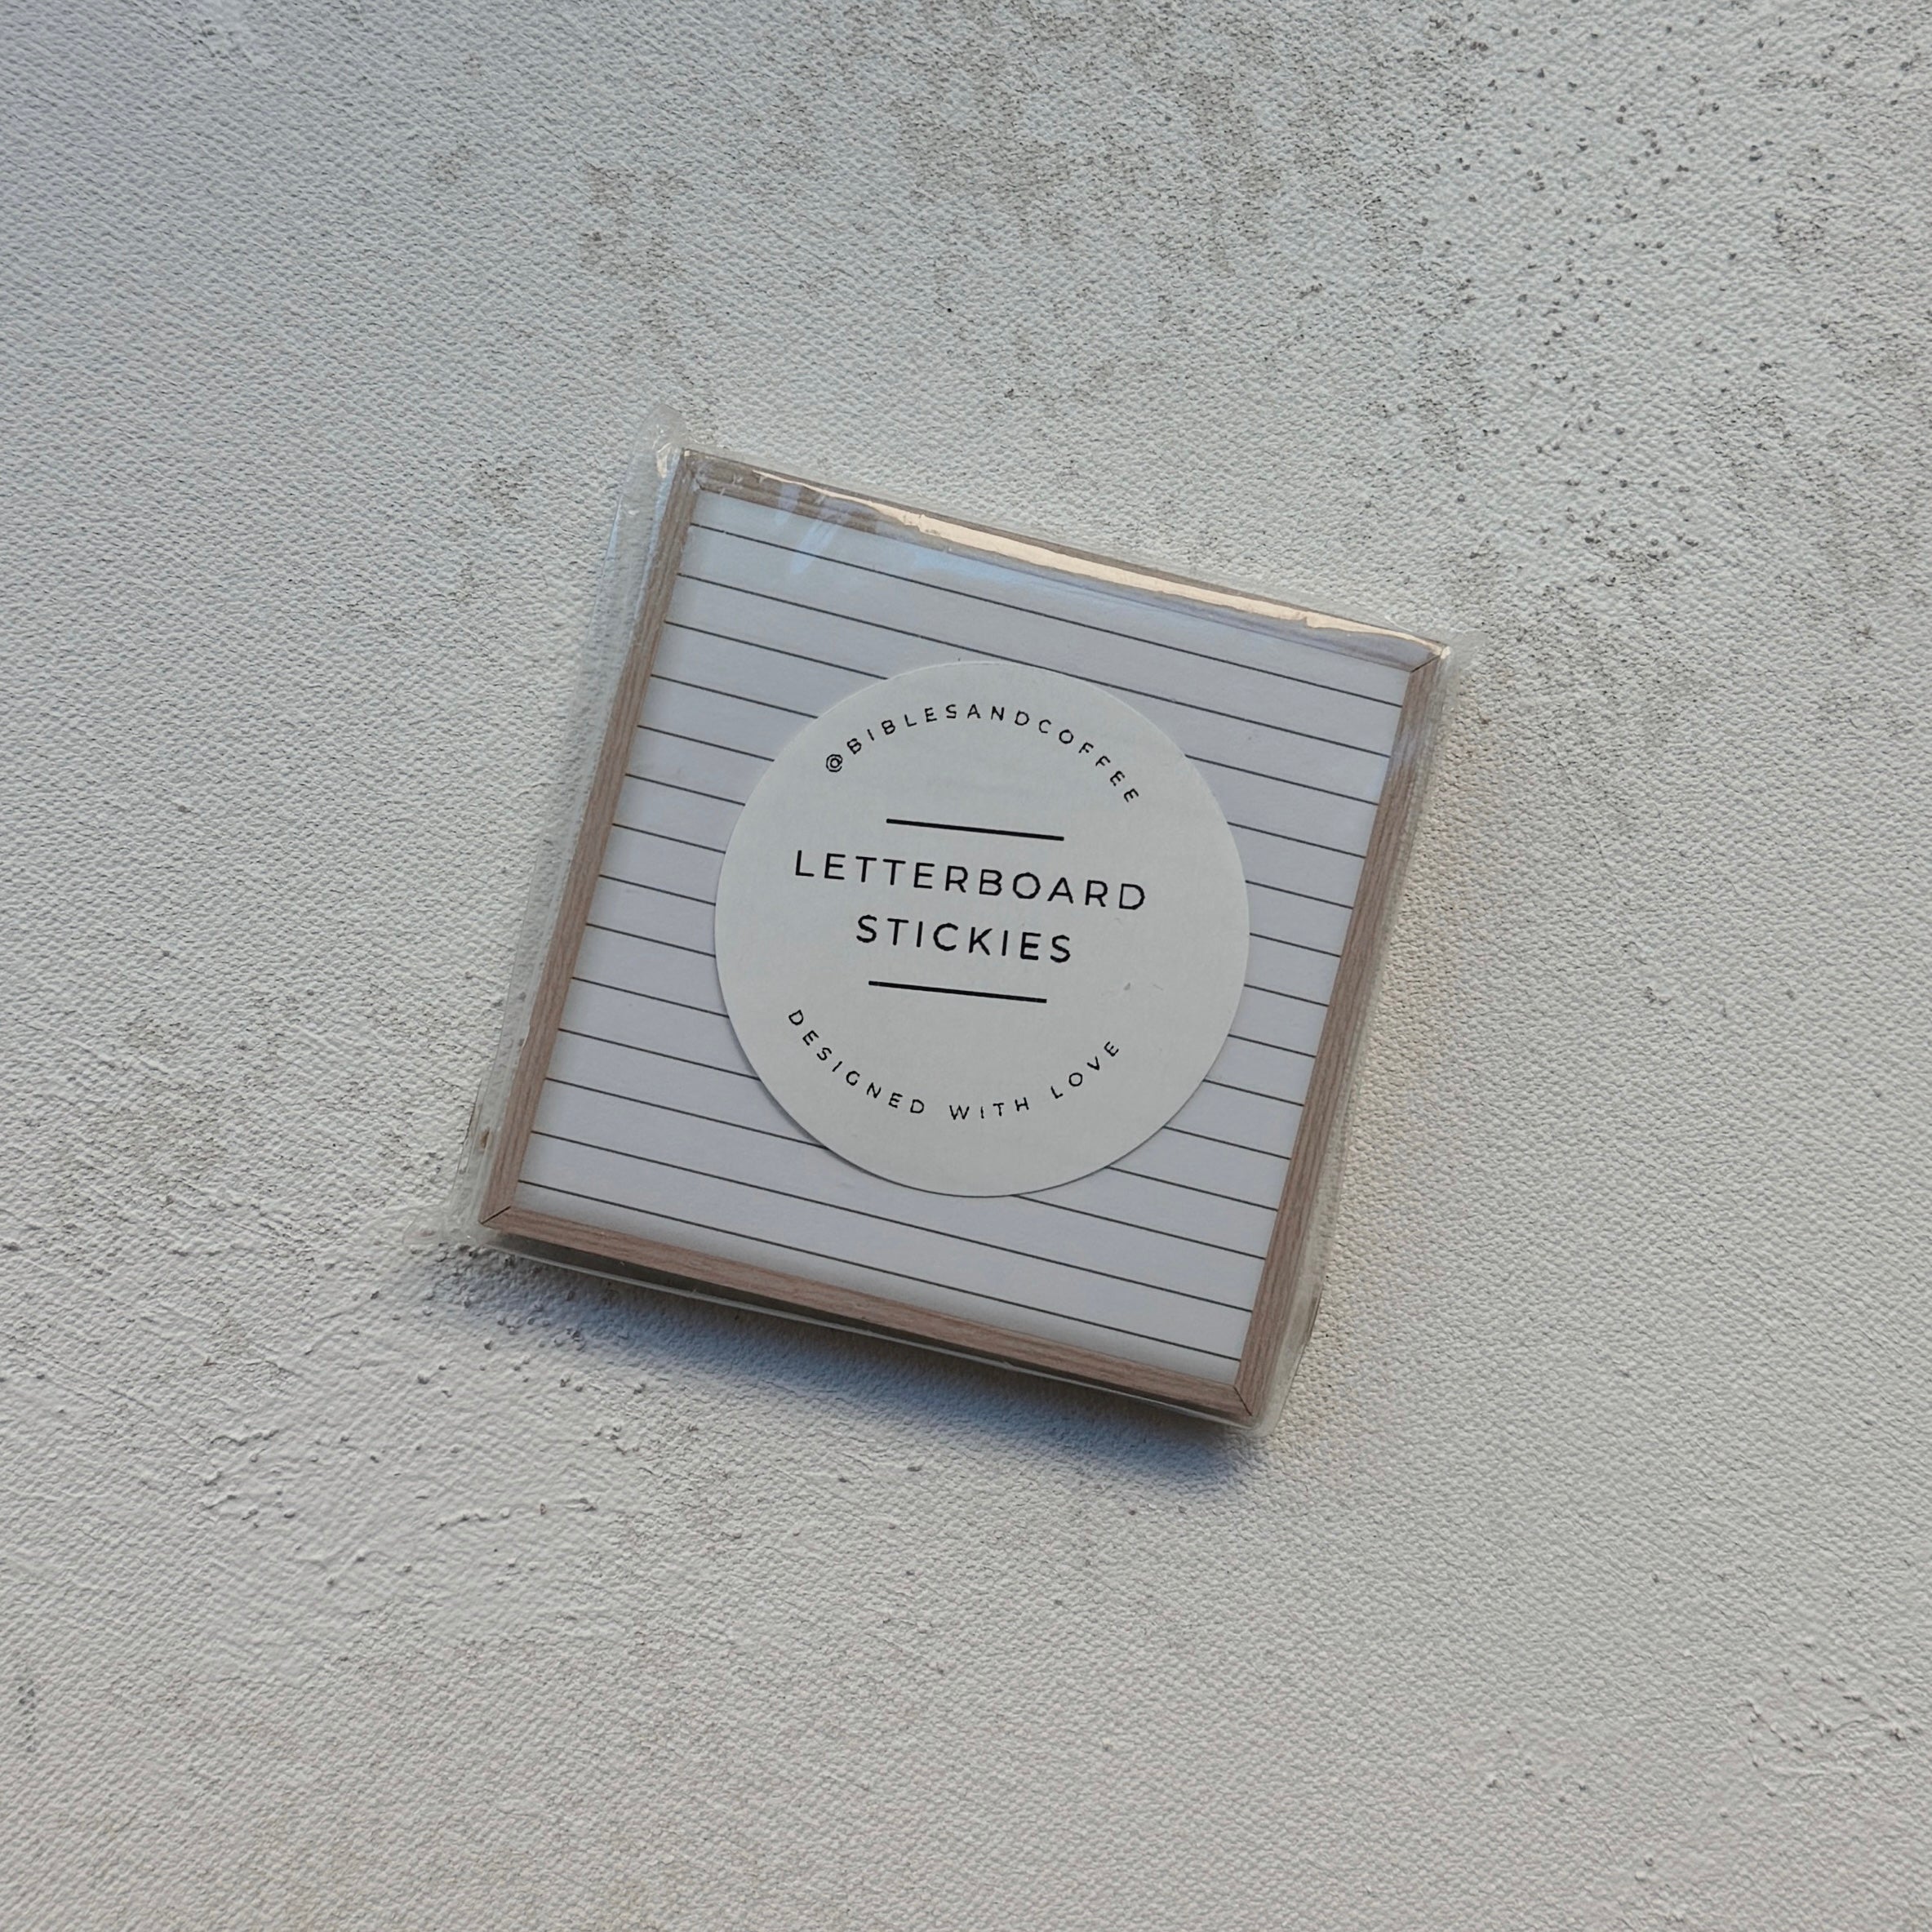 @BIBLESANDCOFFEE
LETTERBOARD
STICKIES
DESIGNED WITH LOVE